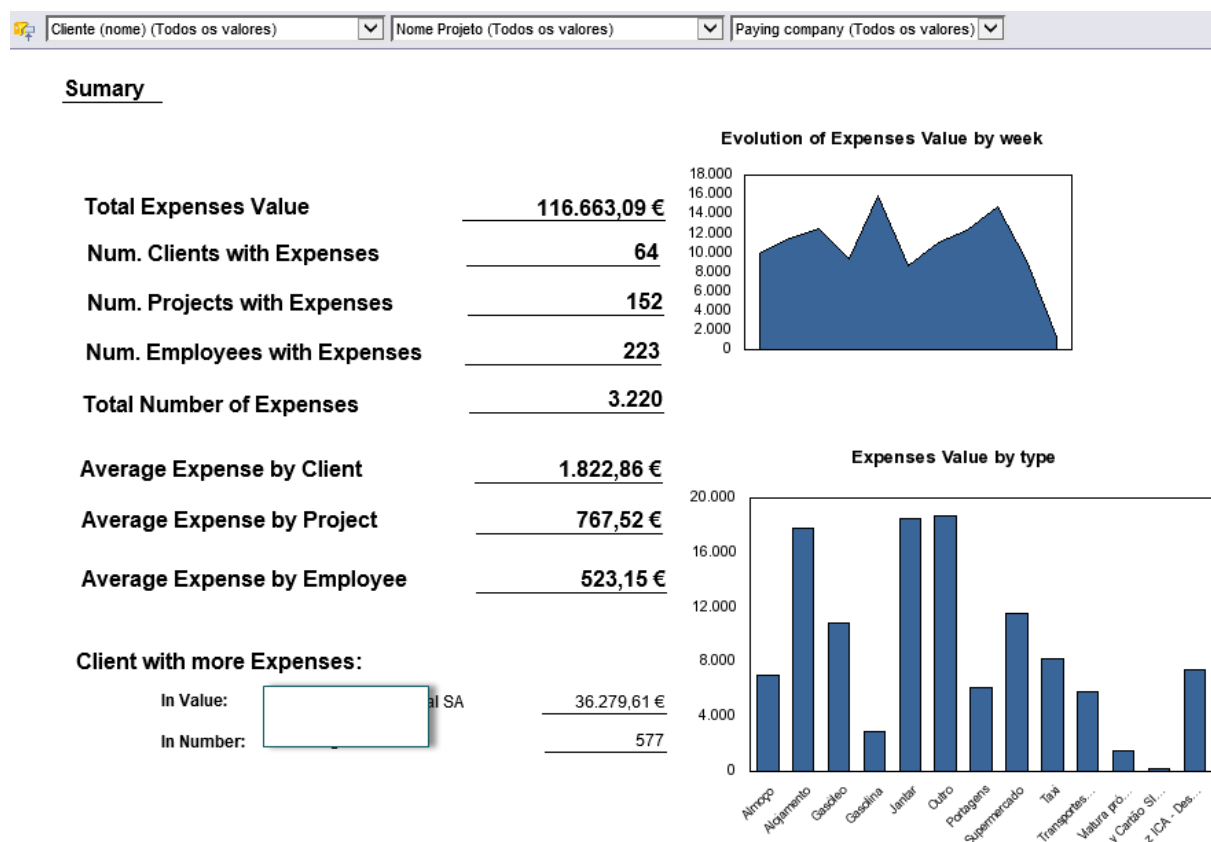 Cliente (nome) (Todos os valores) Nome Projeto (Todos os valores) Paying company (Todos os valores)
Sumary
Total Expenses Value 116.663,09 €
Num. Clients with Expenses 64
Num. Projects with Expenses 152
Num. Employees with Expenses 223
Total Number of Expenses 3.220
Average Expense by Client 1.822,86 €
Average Expense by Project 767,52 €
Average Expense by Employee 523,15 €
Client with more Expenses:
In Value: al SA 36.279,61 €
In Number: 577
Evolution of Expenses Value by week
18.000
16.000
14.000
12.000
10.000
8.000
6.000
4.000
2.000
0
Expenses Value by type
20.000
16.000
12.000
8.000
4.000
0
Almoço
Alojamento
Gasóleo
Gasolina
Jantar
Outro
Portagens
Supermercado
Taxi
Transportes...
Viatura pró...
y Cartão SI...
z ICA - Des...